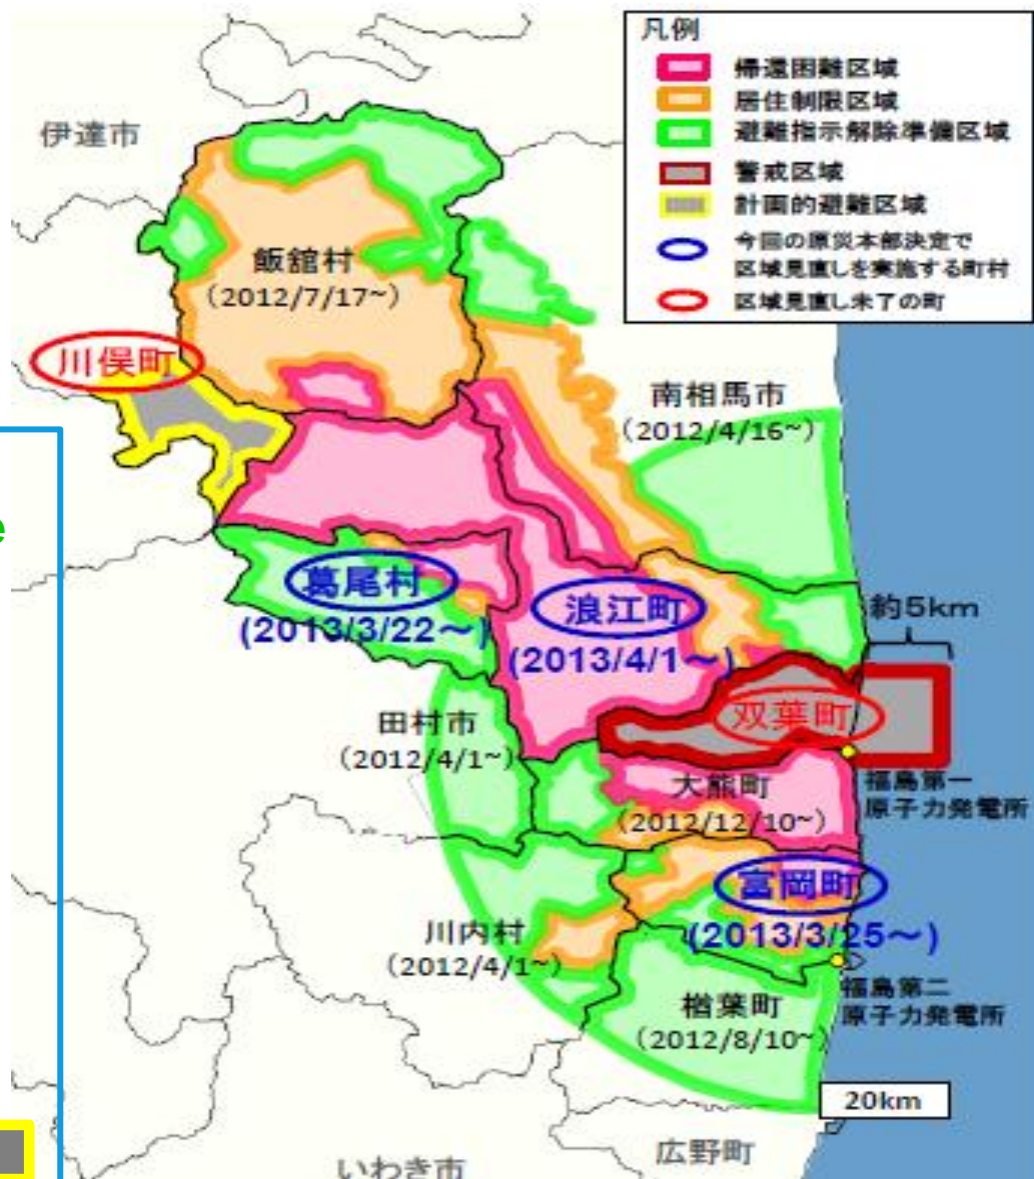 凡例
帰還困難区域
居住制限区域
避難指示解除準備区域
警戒区域
計画的避難区域
今回の原災本部決定で
区域見直しを実施する町村
区域見直し未了の町
伊達市
飯舘村
（2012/7/17~）
川俣町
南相馬市
（2012/4/16~）
e
葛尾村
(2013/3/22～)
浪江町
(2013/4/1～)
約5km
双葉町
田村市
（2012/4/1~）
大熊町
（2012/12/10~）
福島第一
原子力発電所
富岡町
(2013/3/25～)
川内村
（2012/4/1~）
福島第二
原子力発電所
楢葉町
（2012/8/10~）
20km
広野町
いわき市